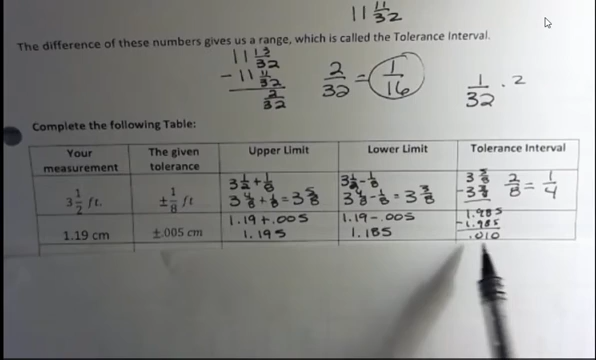 11 11/32
The difference of these numbers gives us a range, which is called the Tolerance Interval.
11 13/32
- 11 11/32
2/32
2/32 = 1/16
1/32 · 2
Complete the following Table:
Your measurement
The given tolerance
Upper Limit
Lower Limit
Tolerance Interval
3 1/2 ft.
± 1/8 ft
3 1/2 + 1/8
3 4/8 + 1/8 = 3 5/8
3 1/2 - 1/8
3 4/8 - 1/8 = 3 3/8
3 5/8
- 3 3/8
2/8 = 1/4
1.19 cm
±.005 cm
1.19 + .005
1.195
1.19 - .005
1.185
.010